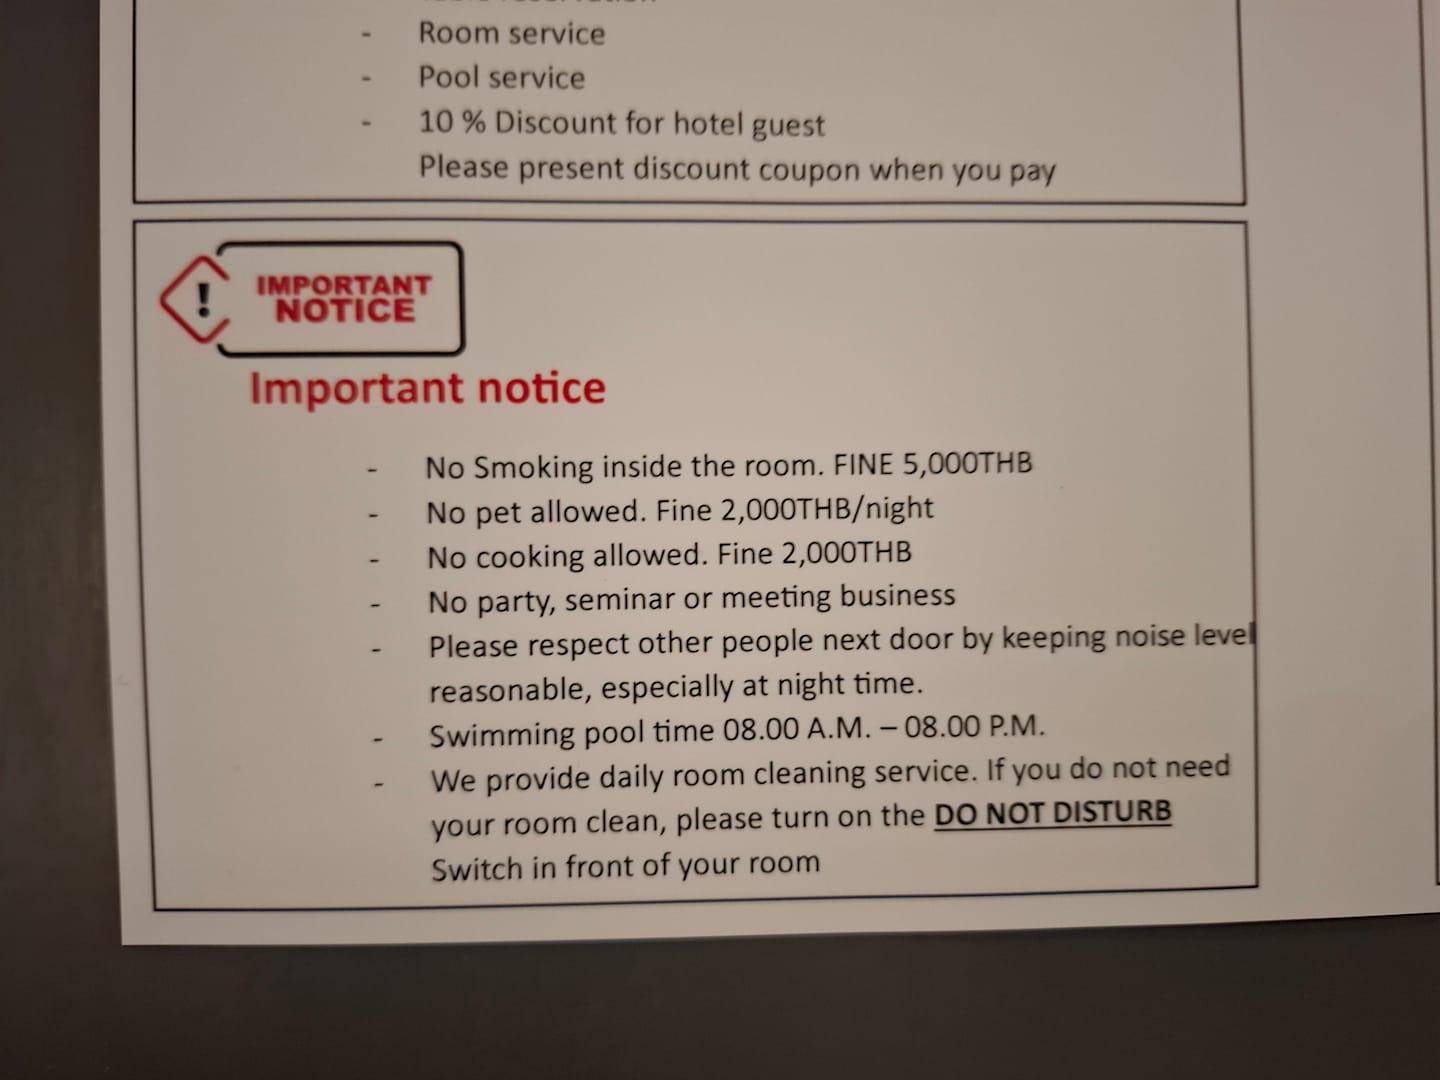 - Room service
- Pool service
- 10 % Discount for hotel guest
Please present discount coupon when you pay
! IMPORTANT
NOTICE
Important notice
- No Smoking inside the room. FINE 5,000THB
- No pet allowed. Fine 2,000THB/night
- No cooking allowed. Fine 2,000THB
- No party, seminar or meeting business
- Please respect other people next door by keeping noise level
reasonable, especially at night time.
- Swimming pool time 08.00 A.M. – 08.00 P.M.
- We provide daily room cleaning service. If you do not need
your room clean, please turn on the DO NOT DISTURB
Switch in front of your room